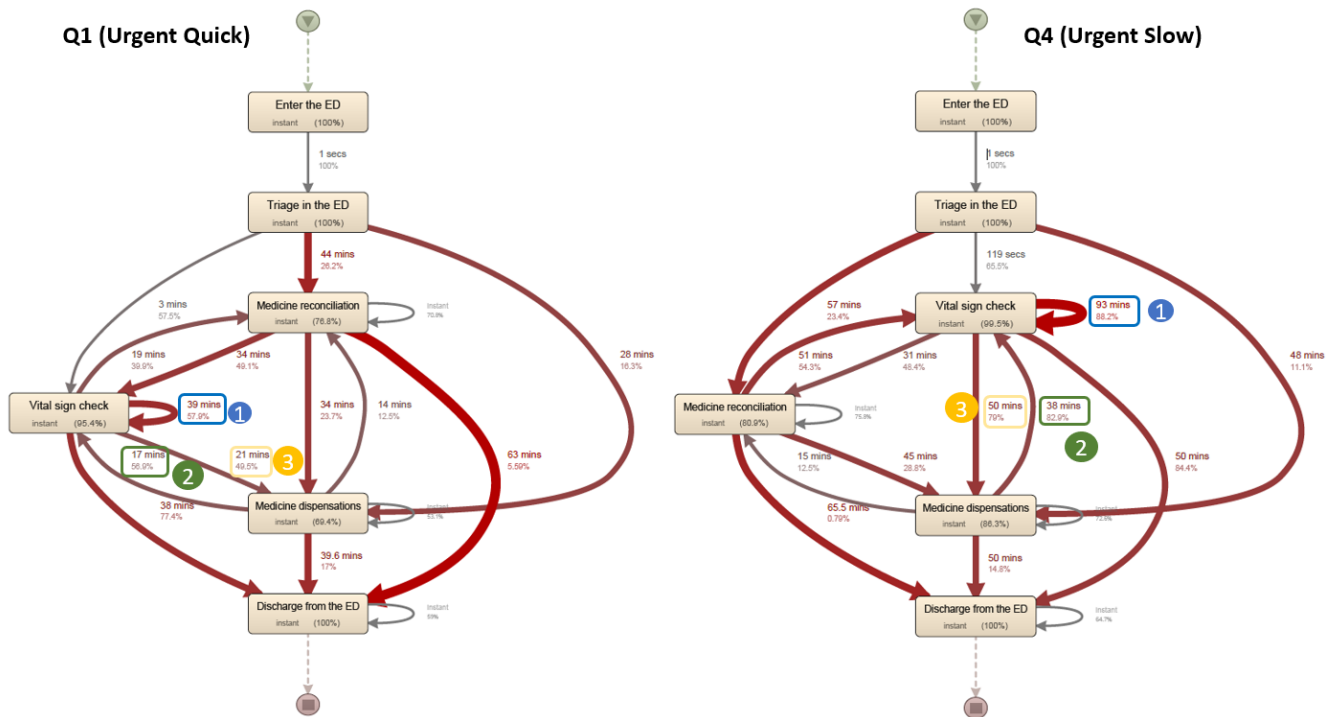 Q1 (Urgent Quick)
Enter the ED
instant (100%)
1 secs
100%
Triage in the ED
instant (100%)
44 mins
26.2%
Medicine reconciliation
instant (76.8%)
instant
70.8%
3 mins
57.5%
19 mins
39.9%
34 mins
49.1%
28 mins
16.3%
Vital sign check
instant (95.4%)
39 mins
57.9%
1
34 mins
23.7%
14 mins
12.5%
17 mins
56.9%
2
21 mins
49.5%
3
63 mins
5.59%
38 mins
77.4%
Medicine dispensations
instant (69.4%)
39.6 mins
17%
Discharge from the ED
instant (100%)
instant
Q4 (Urgent Slow)
Enter the ED
instant (100%)
1 secs
100%
Triage in the ED
instant (100%)
119 secs
65.5%
57 mins
23.4%
Vital sign check
instant (99.5%)
93 mins
88.2%
1
51 mins
54.3%
31 mins
48.4%
48 mins
11.1%
Medicine reconciliation
instant (80.9%)
instant
75.8%
3
50 mins
79%
38 mins
82.9%
2
45 mins
28.8%
15 mins
12.5%
50 mins
84.4%
65.5 mins
0.79%
Medicine dispensations
instant (86.3%)
50 mins
14.8%
Discharge from the ED
instant (100%)
instant
64.7%